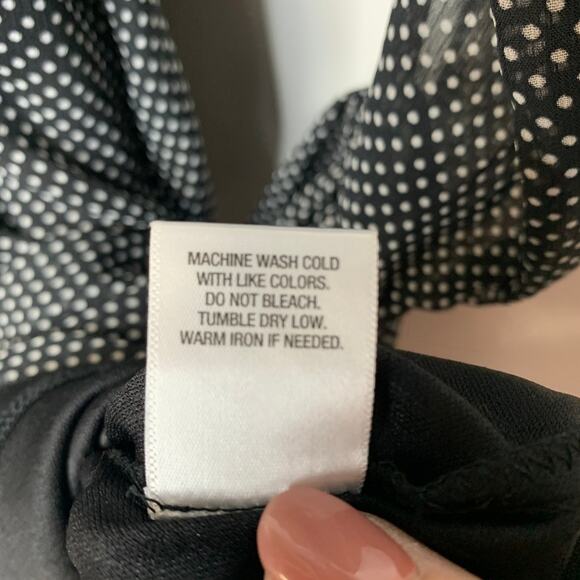 MACHINE WASH COLD
WITH LIKE COLORS.
DO NOT BLEACH.
TUMBLE DRY LOW.
WARM IRON IF NEEDED.